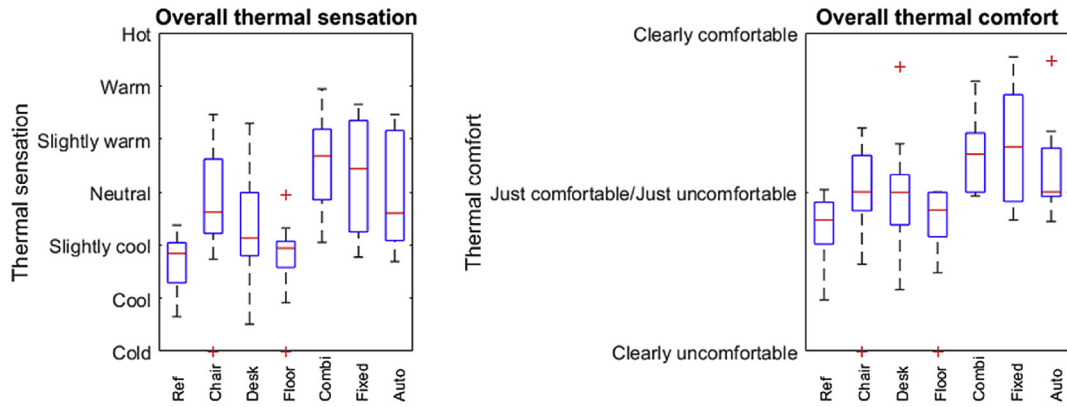 Overall thermal sensation
Hot
Warm
Slightly warm
Neutral
Slightly cool
Cool
Cold
Thermal sensation
Ref
Chair
Desk
Floor
Combi
Fixed
Auto
Overall thermal comfort
Clearly comfortable
Just comfortable/Just uncomfortable
Clearly uncomfortable
Thermal comfort
Ref
Chair
Desk
Floor
Combi
Fixed
Auto